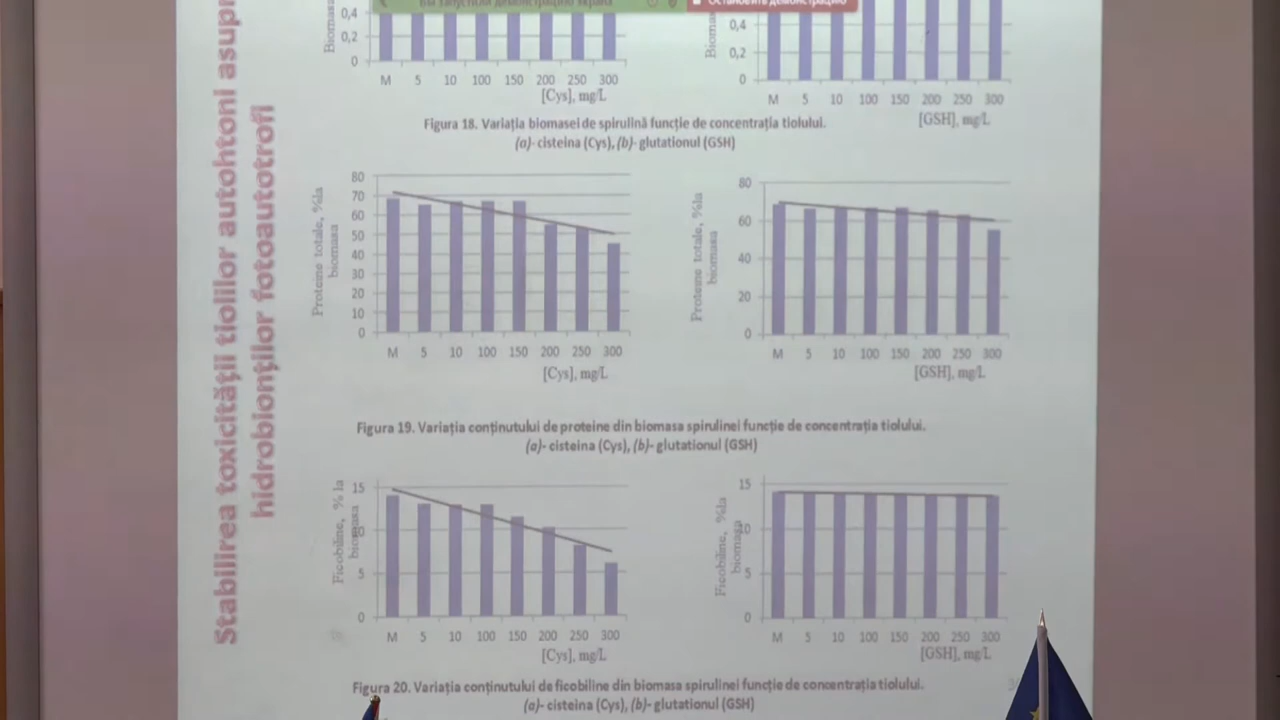 Вы запустили демонстрацию экрана
Остановить демонстрацию
Stabilirea toxicității tiolilor autohtoni
hidrobionților fotoautotrofi
0,4
0,2
0
M 5 10 100 150 200 250 300
[Cys], mg/L
0,4
0,2
0
M 5 10 100 150 200 250 300
[GSH], mg/L
Figura 18. Variația biomasei de spirulină funcție de concentrația tiolului.
(a)- cisteina (Cys), (b)- glutationul (GSH)
Proteine totale, %la
biomasa
80
70
60
50
40
30
20
10
0
M 5 10 100 150 200 250 300
[Cys], mg/L
Proteine totale, %la
biomasa
80
60
40
20
0
M 5 10 100 150 200 250 300
[GSH], mg/L
Figura 19. Variația conținutului de proteine din biomasa spirulinei funcție de concentrația tiolului.
(a)- cisteina (Cys), (b)- glutationul (GSH)
Ficobiline, % la
biomasa
15
10
5
0
M 5 10 100 150 200 250 300
[Cys], mg/L
Ficobiline, %la
biomasa
15
10
5
0
M 5 10 100 150 200 250 300
[GSH], mg/L
Figura 20. Variația conținutului de ficobiline din biomasa spirulinei funcție de concentrația tiolului.
(a)- cisteina (Cys), (b)- glutationul (GSH)